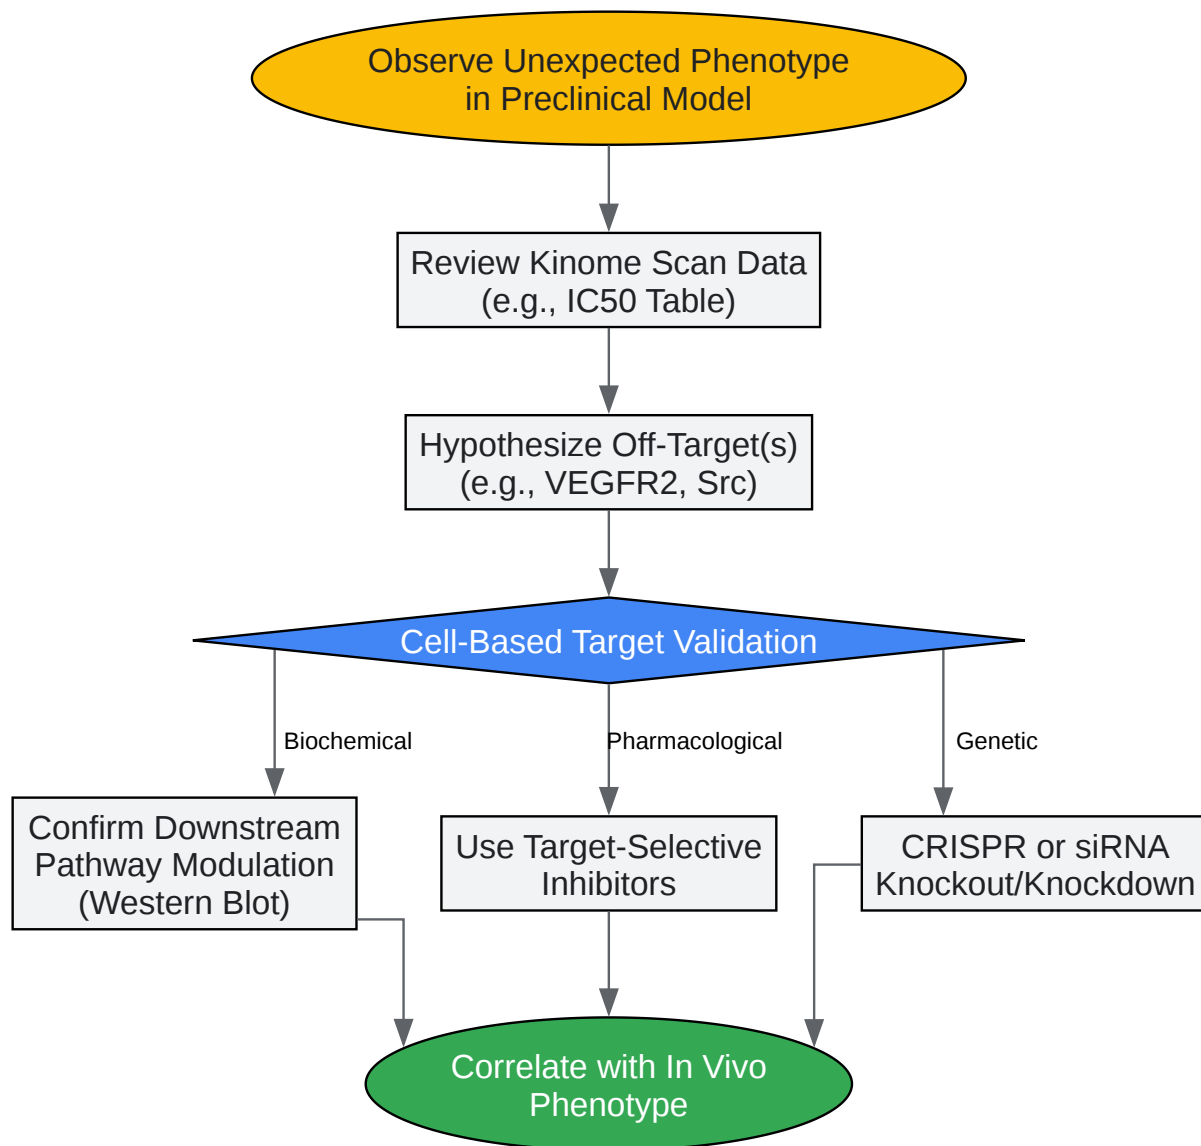 Observe Unexpected Phenotype
in Preclinical Model
Review Kinome Scan Data
(e.g., IC50 Table)
Hypothesize Off-Target(s)
(e.g., VEGFR2, Src)
Cell-Based Target Validation
Biochemical
Pharmacological
Genetic
Confirm Downstream
Pathway Modulation
(Western Blot)
Use Target-Selective
Inhibitors
CRISPR or siRNA
Knockout/Knockdown
Correlate with In Vivo
Phenotype